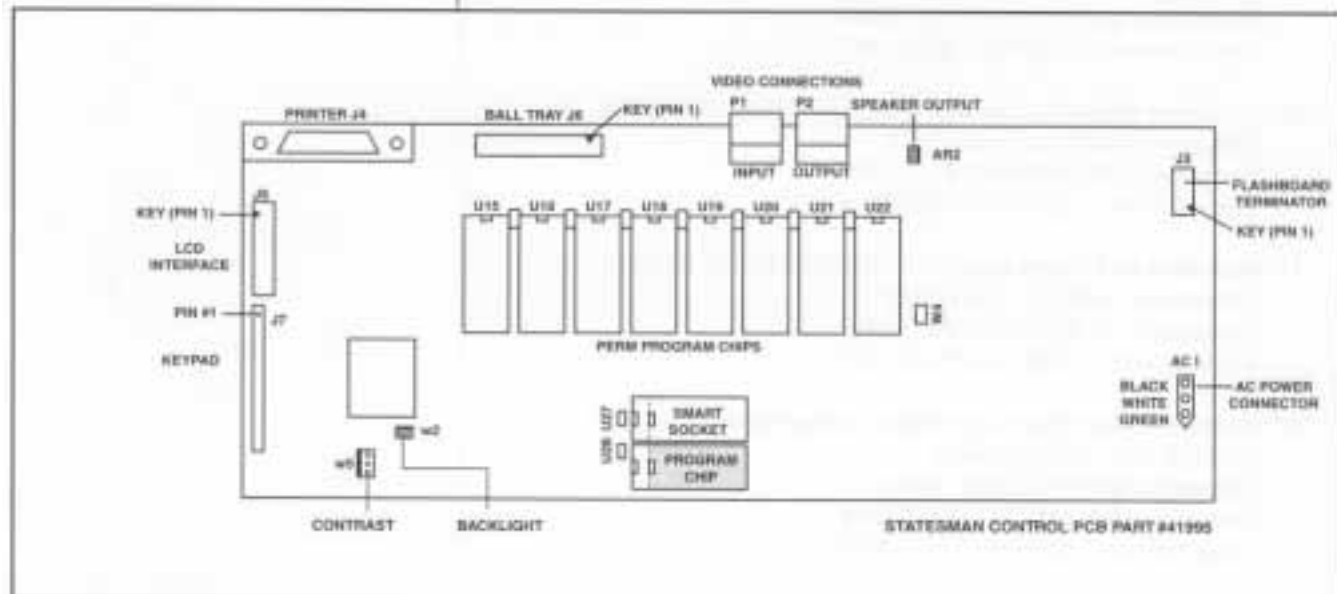 VIDEO CONNECTIONS
P1 P2 SPEAKER OUTPUT
PRINTER J4
BALL TRAY J6
KEY (PIN 1)
AR2
INPUT OUTPUT
J3
FLASHBOARD
TERMINATOR
KEY (PIN 1)
KEY (PIN 1)
LCD
INTERFACE
U15 U16 U17 U18 U19 U20 U21 U22
PIN #1
J7
KEYPAD
PERM PROGRAM CHIPS
AC 1
BLACK
WHITE
GREEN
AC POWER
CONNECTOR
U27
SMART
SOCKET
PROGRAM
CHIP
w2
CONTRAST
BACKLIGHT
STATESMAN CONTROL PCB PART #41995